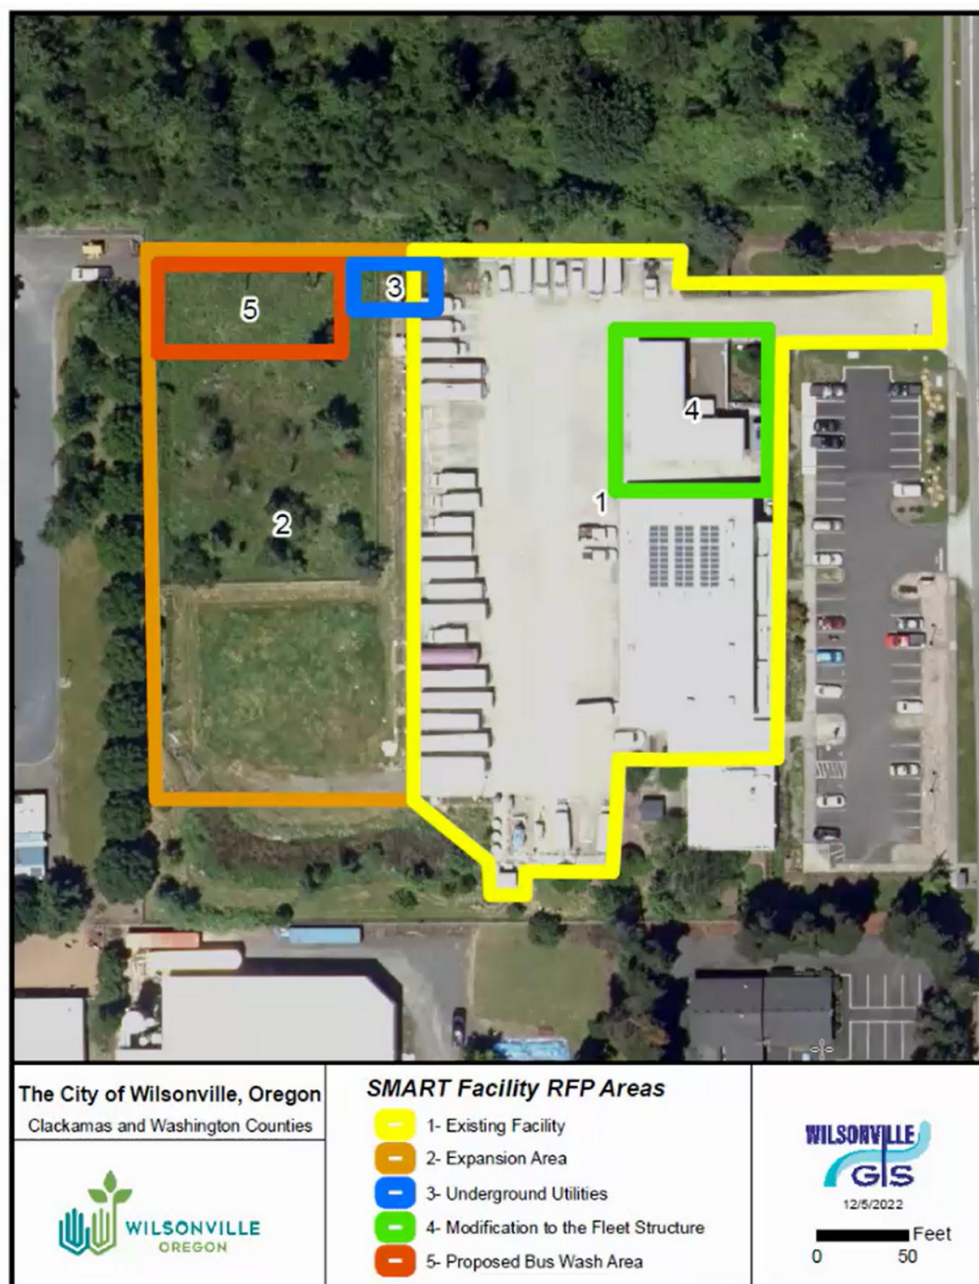 5
3
4
1
2
The City of Wilsonville, Oregon
Clackamas and Washington Counties
WILSONVILLE
OREGON
SMART Facility RFP Areas
1- Existing Facility
2- Expansion Area
3- Underground Utilities
4- Modification to the Fleet Structure
5- Proposed Bus Wash Area
WILSONVILLE
GIS
12/5/2022
Feet
0 50